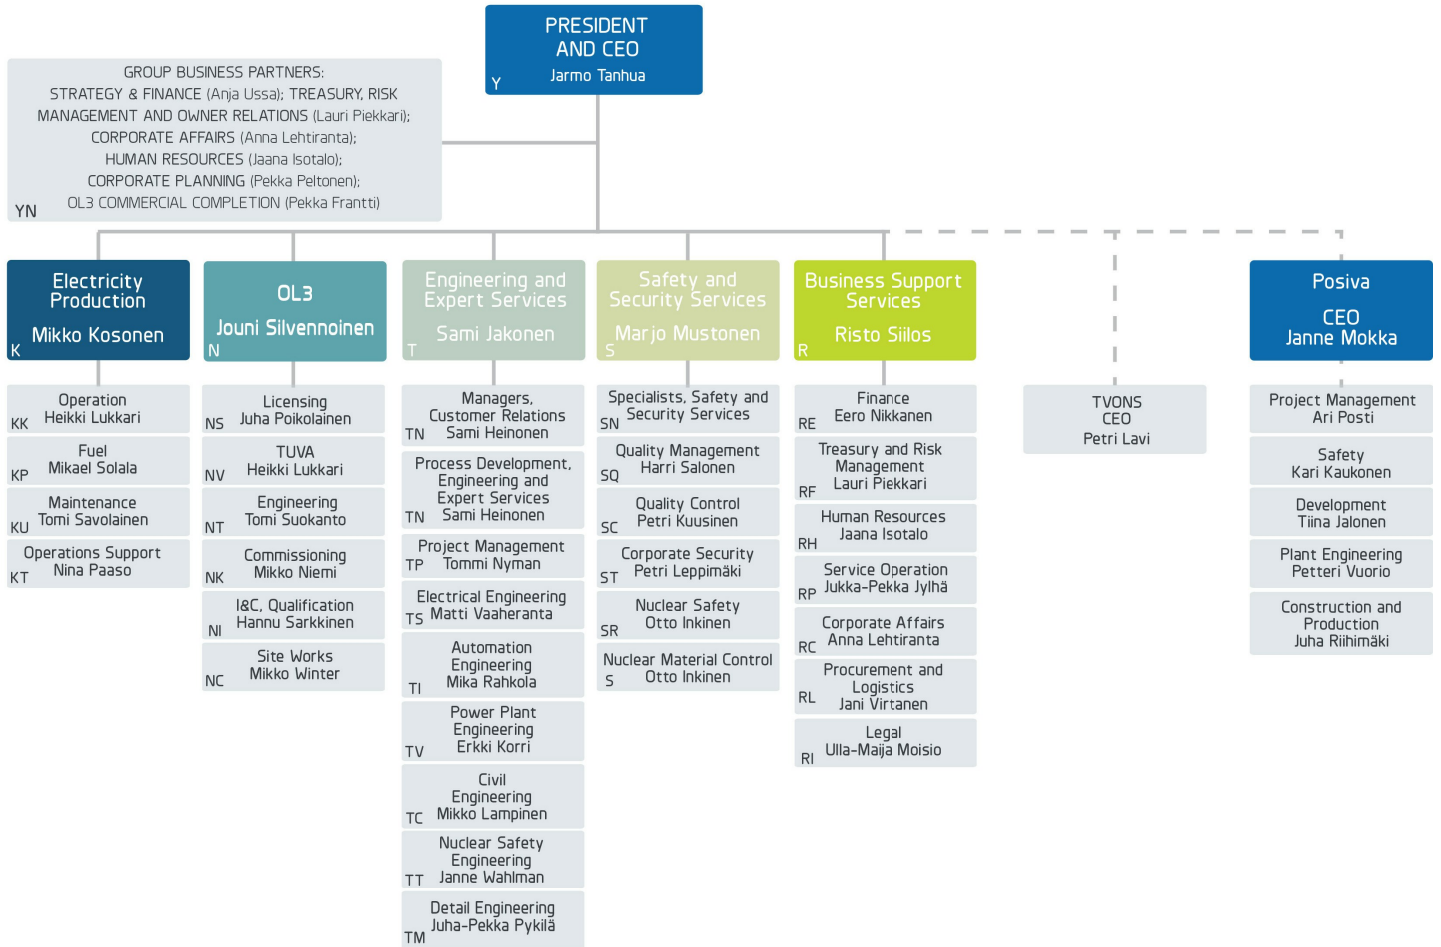 PRESIDENT
AND CEO
Jarmo Tanhua
Y
GROUP BUSINESS PARTNERS:
STRATEGY & FINANCE (Anja Ussa); TREASURY, RISK
MANAGEMENT AND OWNER RELATIONS (Lauri Piekkari);
CORPORATE AFFAIRS (Anna Lehtiranta);
HUMAN RESOURCES (Jaana Isotalo);
CORPORATE PLANNING (Pekka Peltonen);
OL3 COMMERCIAL COMPLETION (Pekka Frantti)
YN
Electricity
Production
Mikko Kosonen
K
Operation
Heikki Lukkari
KK
Fuel
Mikael Solala
KP
Maintenance
Tomi Savolainen
KU
Operations Support
Nina Paaso
KT
OL3
Jouni Silvennoinen
N
Licensing
Juha Poikolainen
NS
TUVA
Heikki Lukkari
NV
Engineering
Tomi Suokanto
NT
Commissioning
Mikko Niemi
NK
I&C, Qualification
Hannu Sarkkinen
NI
Site Works
Mikko Winter
NC
Engineering and
Expert Services
Sami Jakonen
T
Managers,
Customer Relations
Sami Heinonen
TN
Process Development,
Engineering and
Expert Services
Sami Heinonen
TN
Project Management
Tommi Nyman
TP
Electrical Engineering
Matti Vaaheranta
TS
Automation
Engineering
Mika Rahkola
TI
Power Plant
Engineering
Erkki Korri
TV
Civil
Engineering
Mikko Lampinen
TC
Nuclear Safety
Engineering
Janne Wahlman
TT
Detail Engineering
Juha-Pekka Pykilä
TM
Safety and
Security Services
Marjo Mustonen
S
Specialists, Safety and
Security Services
SN
Quality Management
Harri Salonen
SQ
Quality Control
Petri Kuusinen
SC
Corporate Security
Petri Leppimäki
ST
Nuclear Safety
Otto Inkinen
SR
Nuclear Material Control
Otto Inkinen
S
Business Support
Services
Risto Siilos
R
Finance
Eero Nikkanen
RE
Treasury and Risk
Management
Lauri Piekkari
RF
Human Resources
Jaana Isotalo
RH
Service Operation
Jukka-Pekka Jylhä
RP
Corporate Affairs
Anna Lehtiranta
RC
Procurement and
Logistics
Jani Virtanen
RL
Legal
Ulla-Maija Moisio
RI
TVONS
CEO
Petri Lavi
Posiva
CEO
Janne Mokka
Project Management
Ari Posti
Safety
Kari Kaukonen
Development
Tiina Jalonen
Plant Engineering
Petteri Vuorio
Construction and
Production
Juha Riihimäki